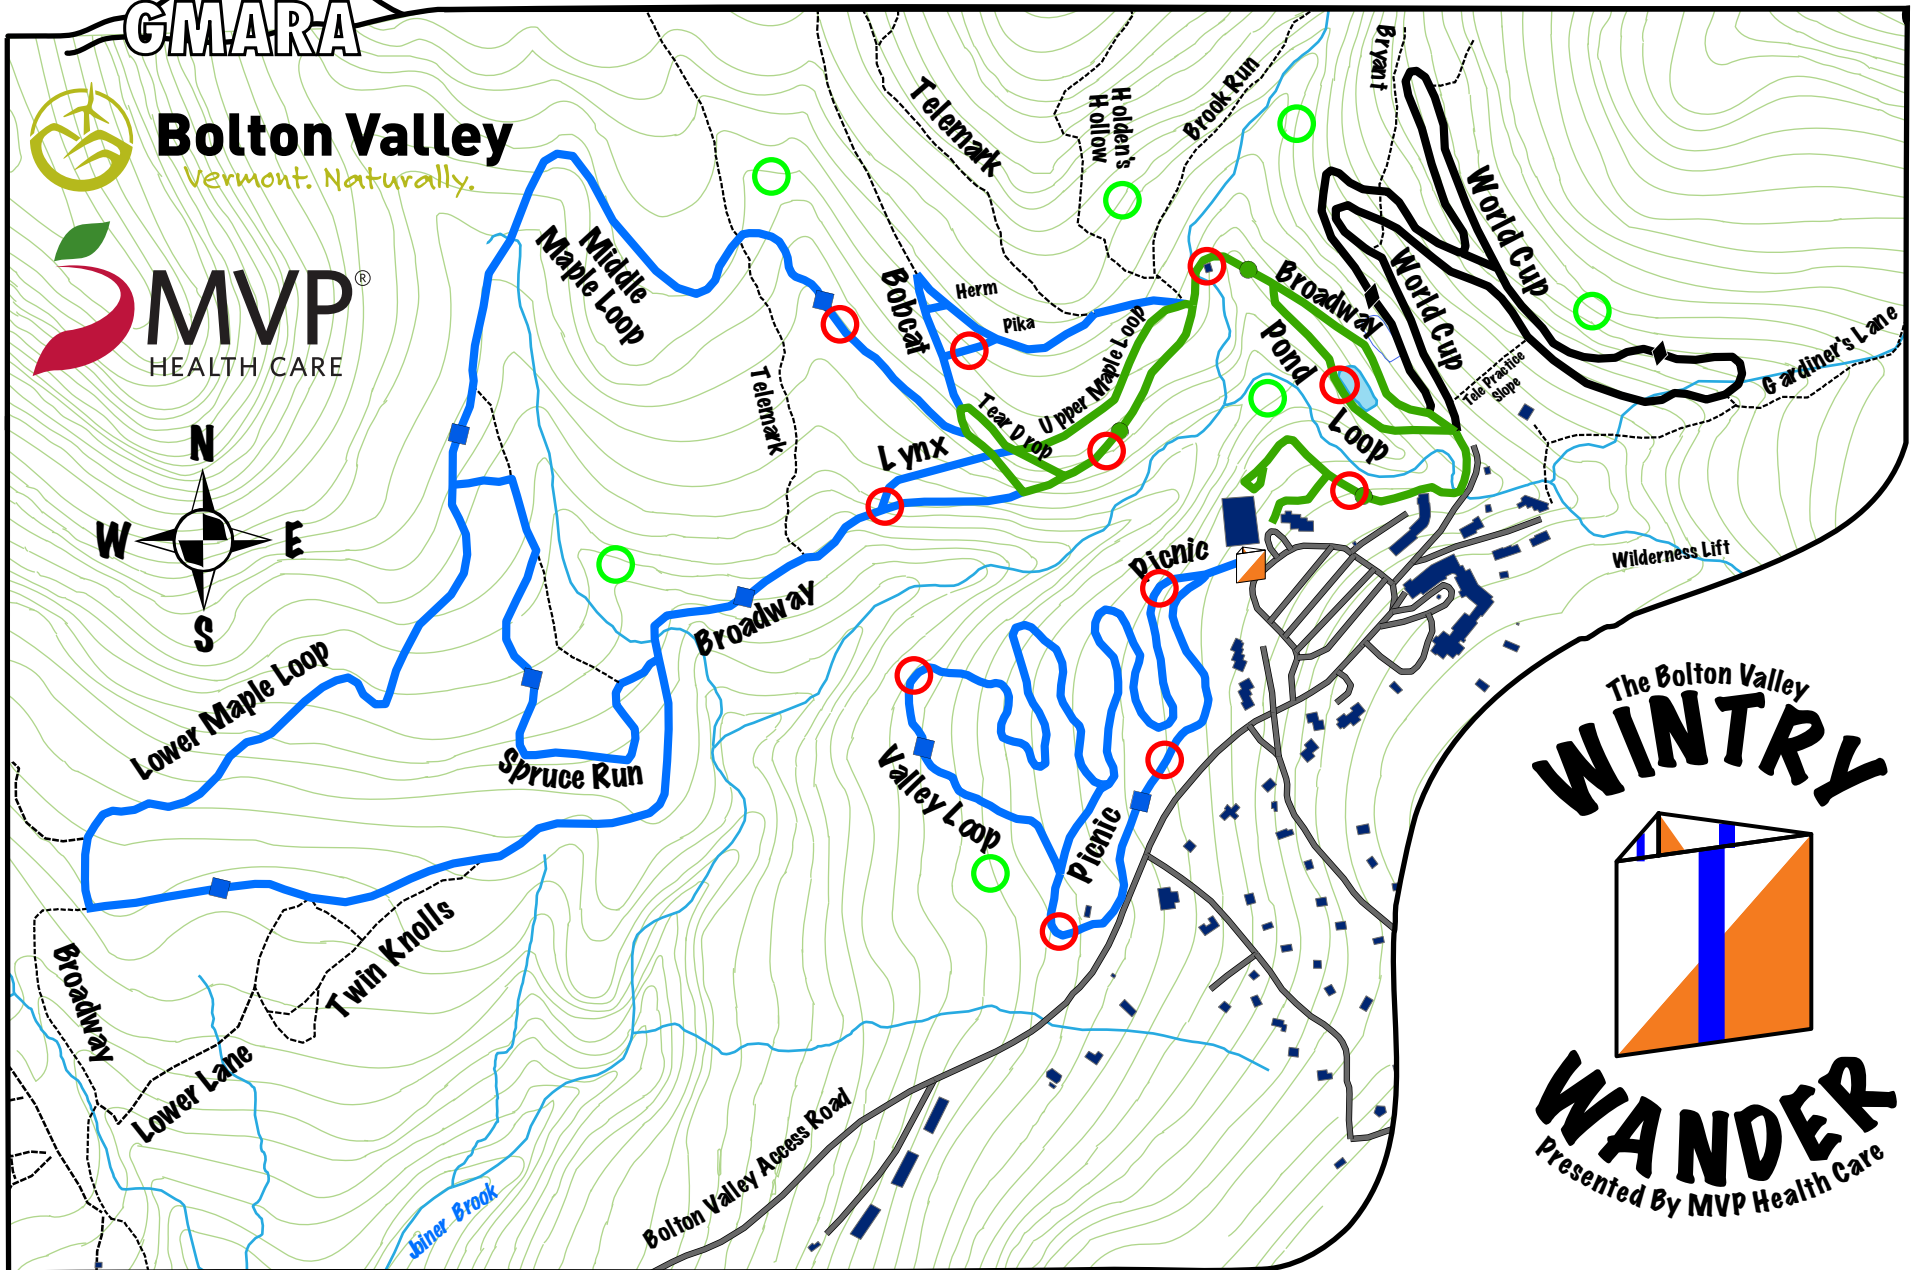 GMARA
Bolton Valley
Vermont. Naturally.
MVP®
HEALTH CARE
N
W
E
S
Middle
Maple Loop
Telemark
Holden's
Hollow
Brook Run
Bryant
World Cup
World Cup
Bobcat
Herm
Pika
Broadway
Pond
Loop
Upper Maple Loop
Tear Drop
Tele Practice
Slope
Gardiner's Lane
Telemark
Lynx
Wilderness Lift
Picnic
Broadway
Lower Maple Loop
Spruce Run
Valley Loop
Picnic
Twin Knolls
Broadway
Lower Lane
Joiner Brook
Bolton Valley Access Road
The Bolton Valley
WINTRY
WANDER
Presented By MVP Health Care